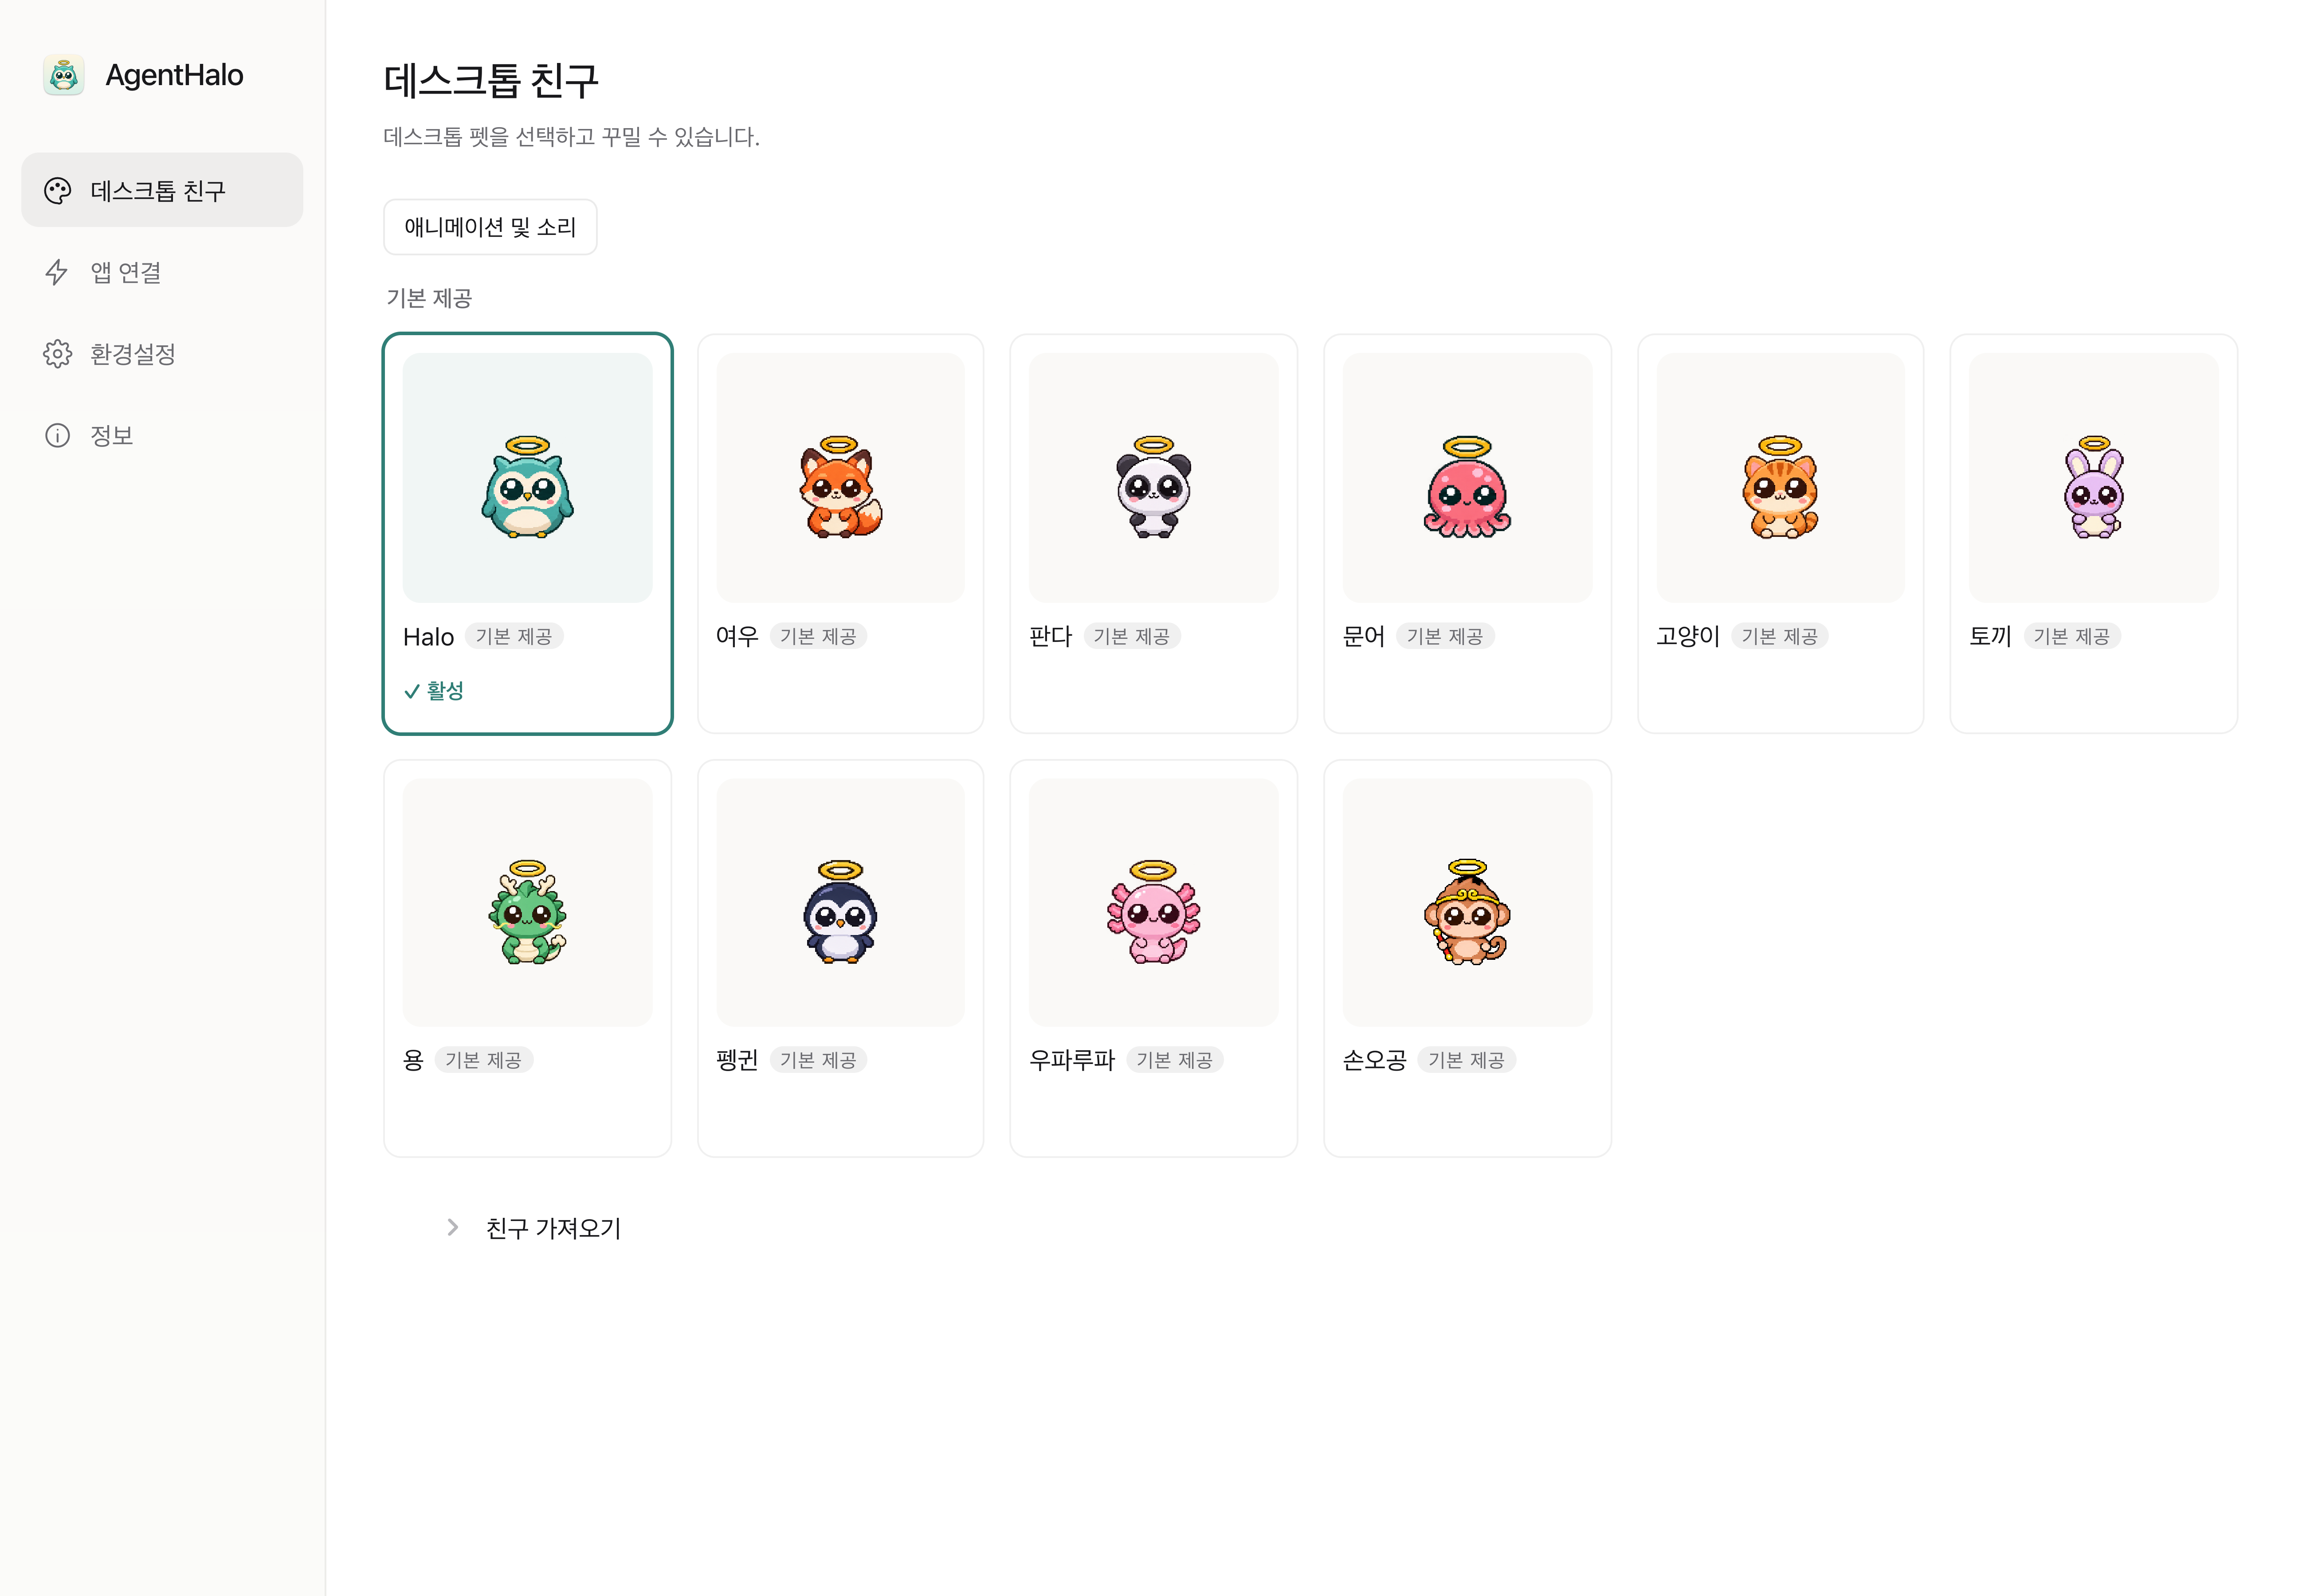 AgentHalo
데스크톱 친구
앱 연결
환경설정
정보
데스크톱 친구
데스크톱 펫을 선택하고 꾸밀 수 있습니다.
애니메이션 및 소리
기본 제공
Halo 기본 제공
활성
여우 기본 제공
판다 기본 제공
문어 기본 제공
고양이 기본 제공
토끼 기본 제공
용 기본 제공
펭귄 기본 제공
우파루파 기본 제공
손오공 기본 제공
친구 가져오기